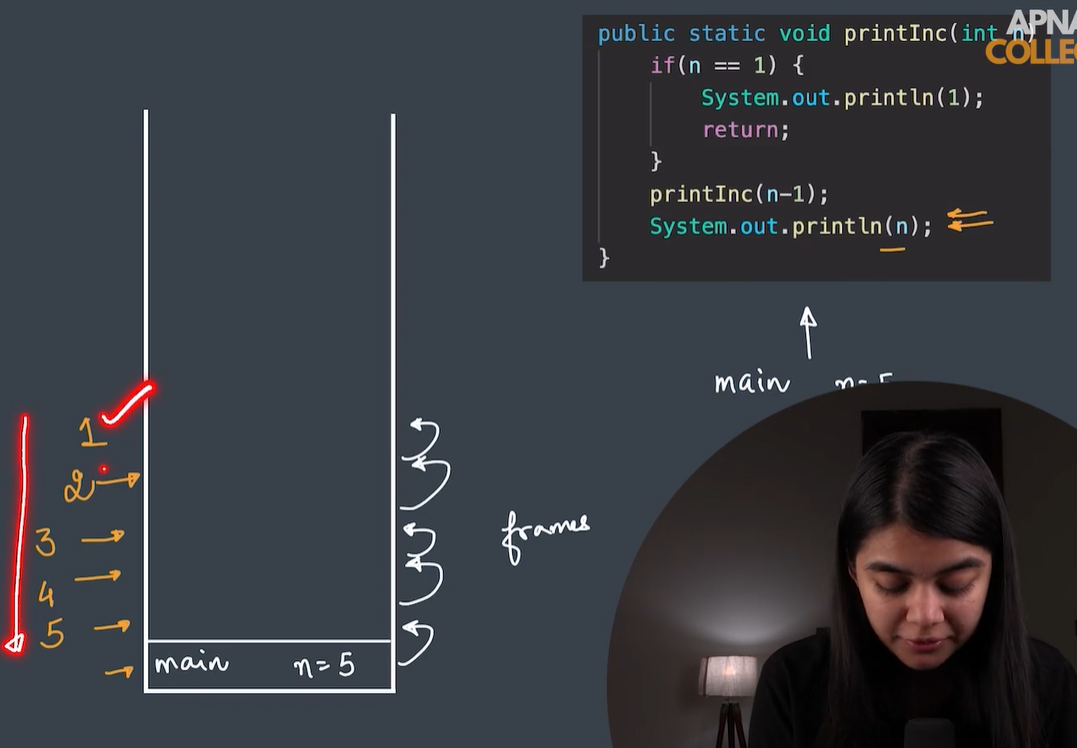 APNA
COLLE
public static void printInc(int n)
if(n == 1) {
System.out.println(1);
return;
}
printInc(n-1);
System.out.println(n);
}
main n=5
1
2
3
4
5
frames
main n=5